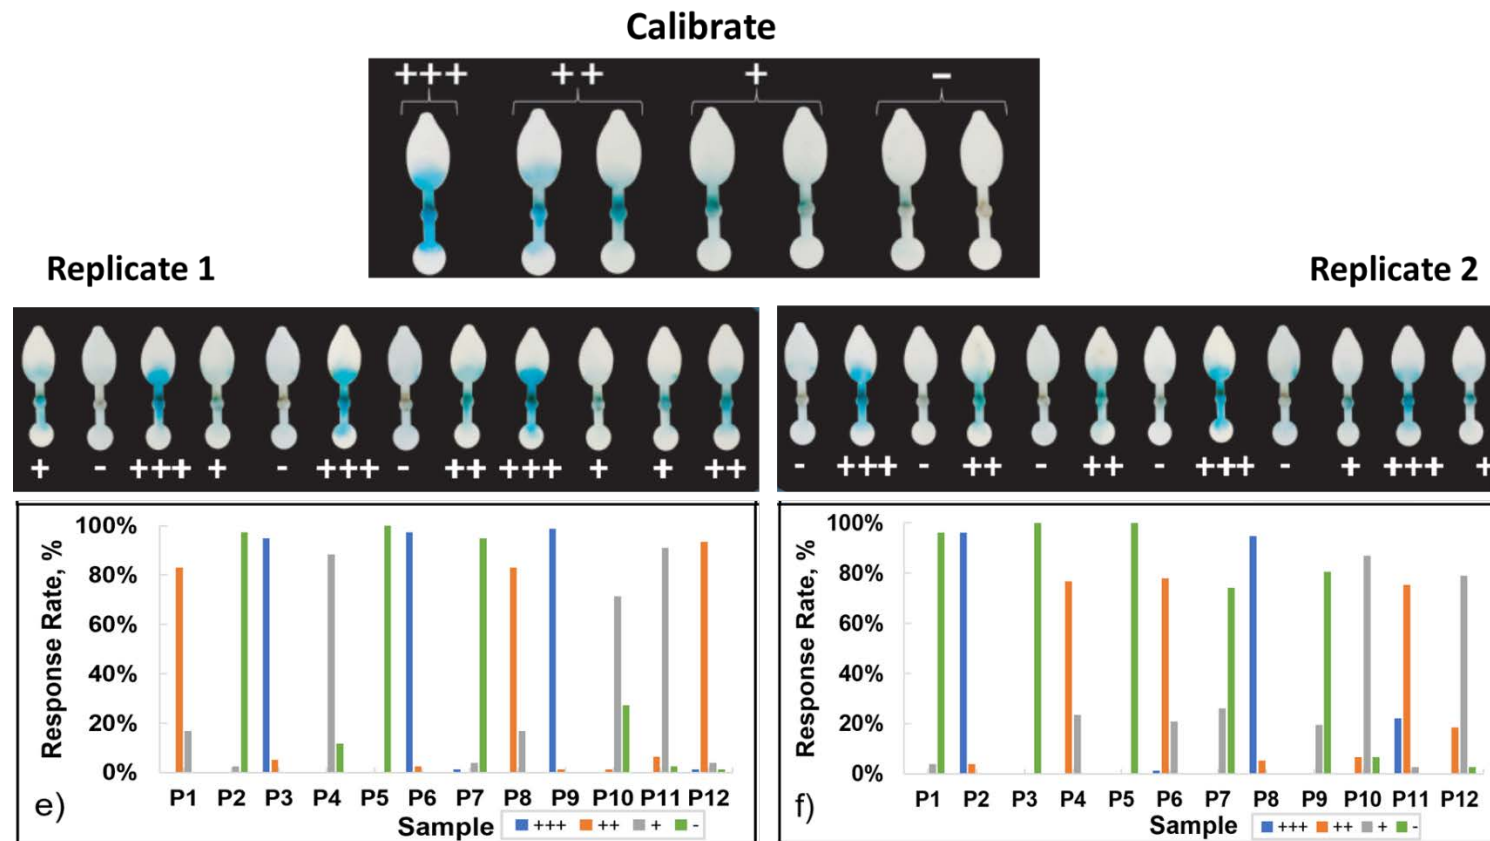 Calibrate
+++ ++ + −
Replicate 1
Replicate 2
+ - +++ + - +++ - ++ +++ + + ++
- +++ - ++ - ++ - +++ - + +++ +
Response Rate, %
100%
80%
60%
40%
20%
0%
P1 P2 P3 P4 P5 P6 P7 P8 P9 P10 P11 P12
e)
Sample
+++ ++ + -
Response Rate, %
100%
80%
60%
40%
20%
0%
P1 P2 P3 P4 P5 P6 P7 P8 P9 P10 P11 P12
f)
Sample
+++ ++ + -